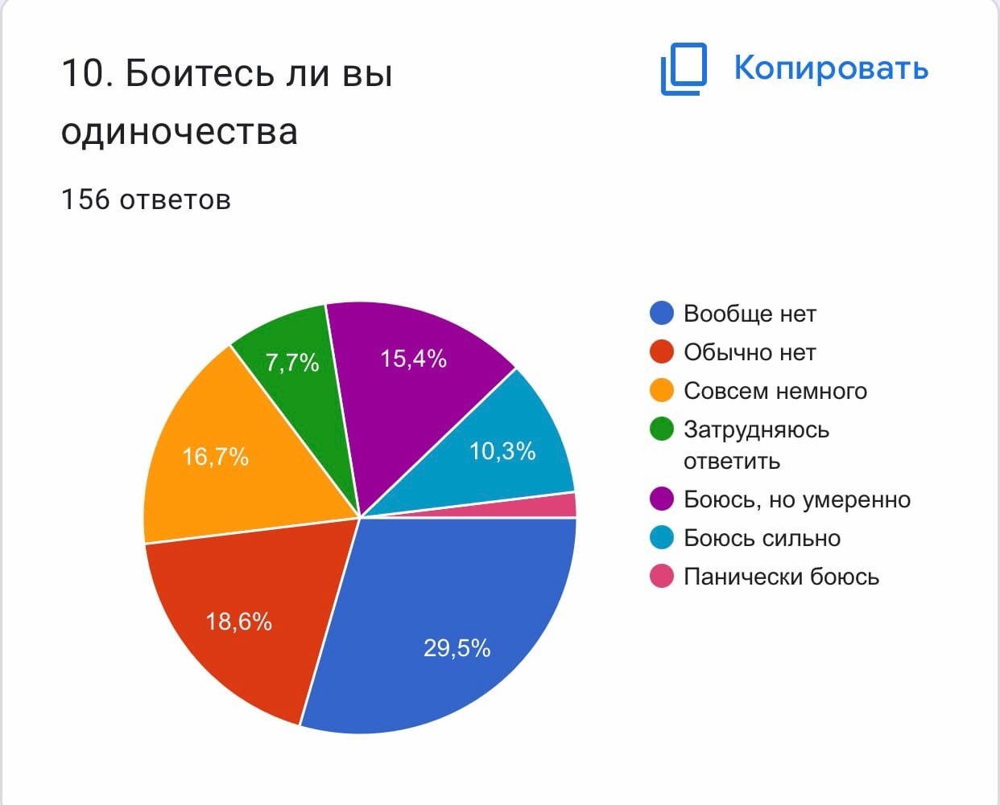 10. Боитесь ли вы
одиночества
Копировать
156 ответов
7,7%
15,4%
16,7%
10,3%
18,6%
29,5%
Вообще нет
Обычно нет
Совсем немного
Затрудняюсь
ответить
Боюсь, но умеренно
Боюсь сильно
Панически боюсь